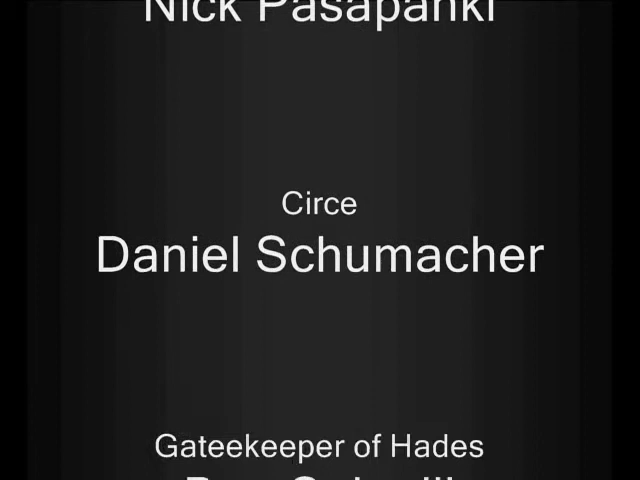 Nick Pasapanki
Circe
Daniel Schumacher
Gateekeeper of Hades